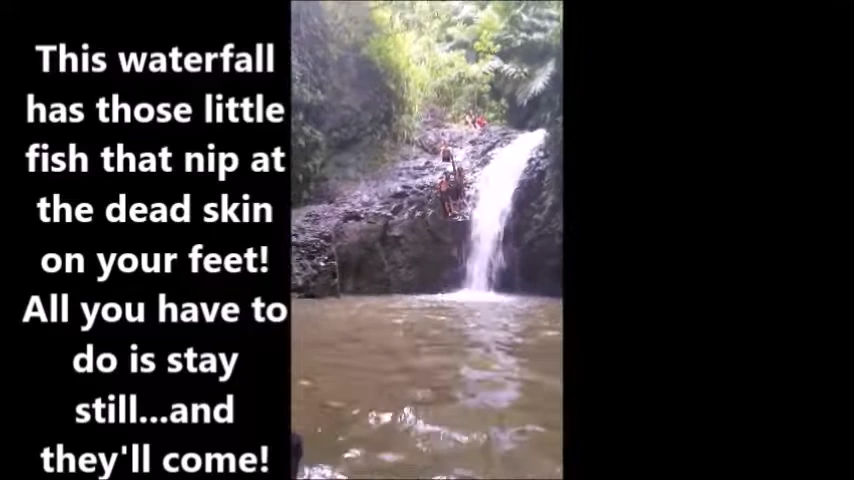 This waterfall
has those little
fish that nip at
the dead skin
on your feet!
All you have to
do is stay
still...and
they'll come!